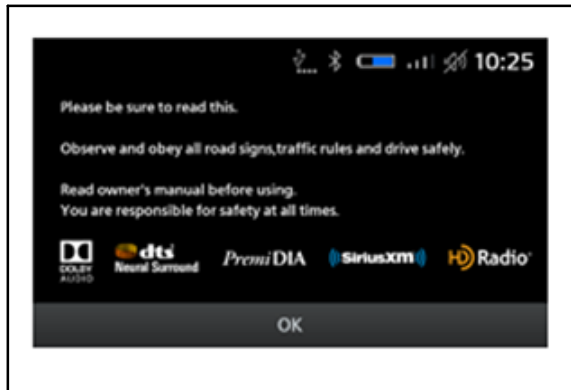 10:25
Please be sure to read this.
Observe and obey all road signs,traffic rules and drive safely.
Read owner's manual before using.
You are responsible for safety at all times.
DOLBY AUDIO
dts Neural Surround
PremiDIA
SiriusXM
HD Radio
OK